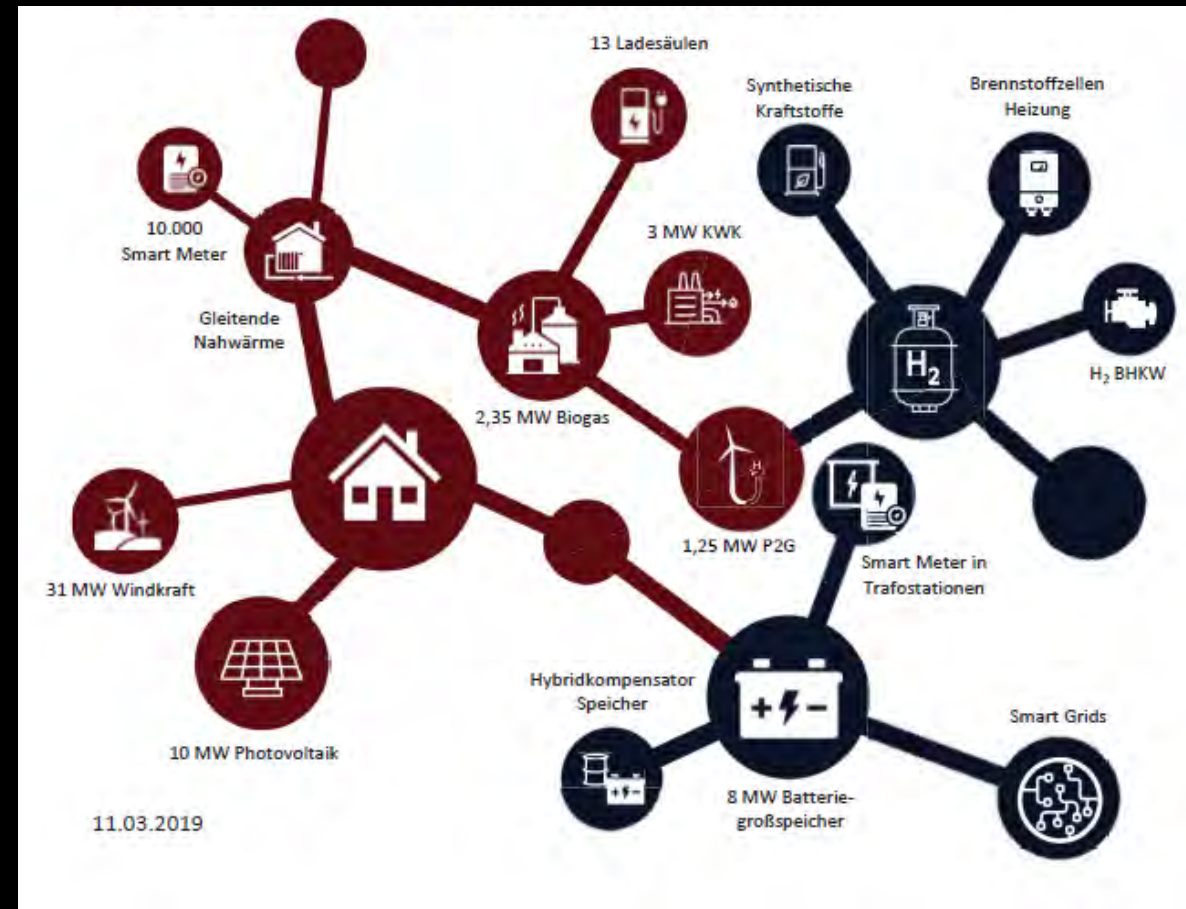 13 Ladesäulen
Synthetische
Kraftstoffe
Brennstoffzellen
Heizung
10.000
Smart Meter
3 MW KWK
Gleitende
Nahwärme
H₂
H₂ BHKW
2,35 MW Biogas
H
1,25 MW P2G
Smart Meter in
Trafostationen
31 MW Windkraft
Hybridkompensator
Speicher
+ -
Smart Grids
10 MW Photovoltaik
+ -
8 MW Batterie-
großspeicher
11.03.2019